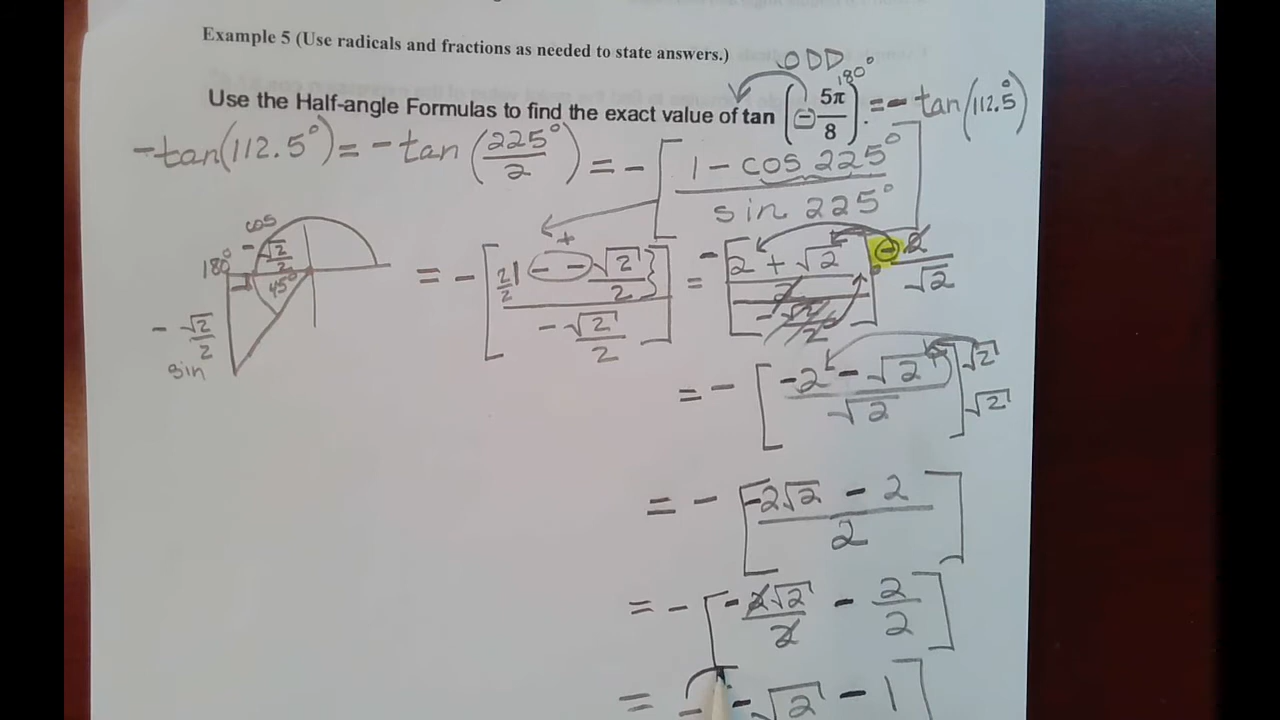 Example 5 (Use radicals and fractions as needed to state answers.)
ODD
180°
Use the Half-angle Formulas to find the exact value of tan (-5π/8). = - tan(112.5°)
-tan(112.5°) = -tan (225°/2) = - [1 - cos 225° / sin 225°]
cos
-√2/2
180°
45°
-√2/2
sin
+
= - [2/2 1 - -√2/2} / -√2/2] = - [2 + √2 / 2 / -√2/2] · -2/√2
= - [-2 - √2 / √2] √2/√2
= - [-2√2 - 2 / 2]
= - [-2√2/2 - 2/2]
= - [-√2 - 1]